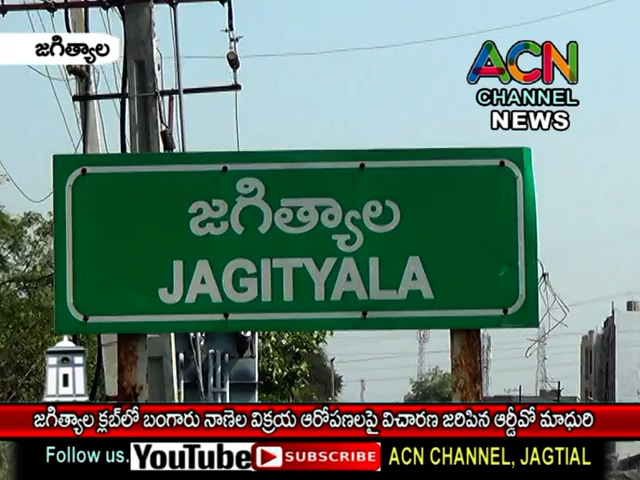 జగిత్యాల
ACN
CHANNEL
NEWS
జగిత్యాల
JAGITYALA
జగిత్యాల క్లబ్‌లో బంగారు నాణెల విక్రయ ఆరోపణలపై విచారణ జరిపిన ఆర్డీవో మాధురి
Follow us. YouTube SUBSCRIBE ACN CHANNEL, JAGTIAL